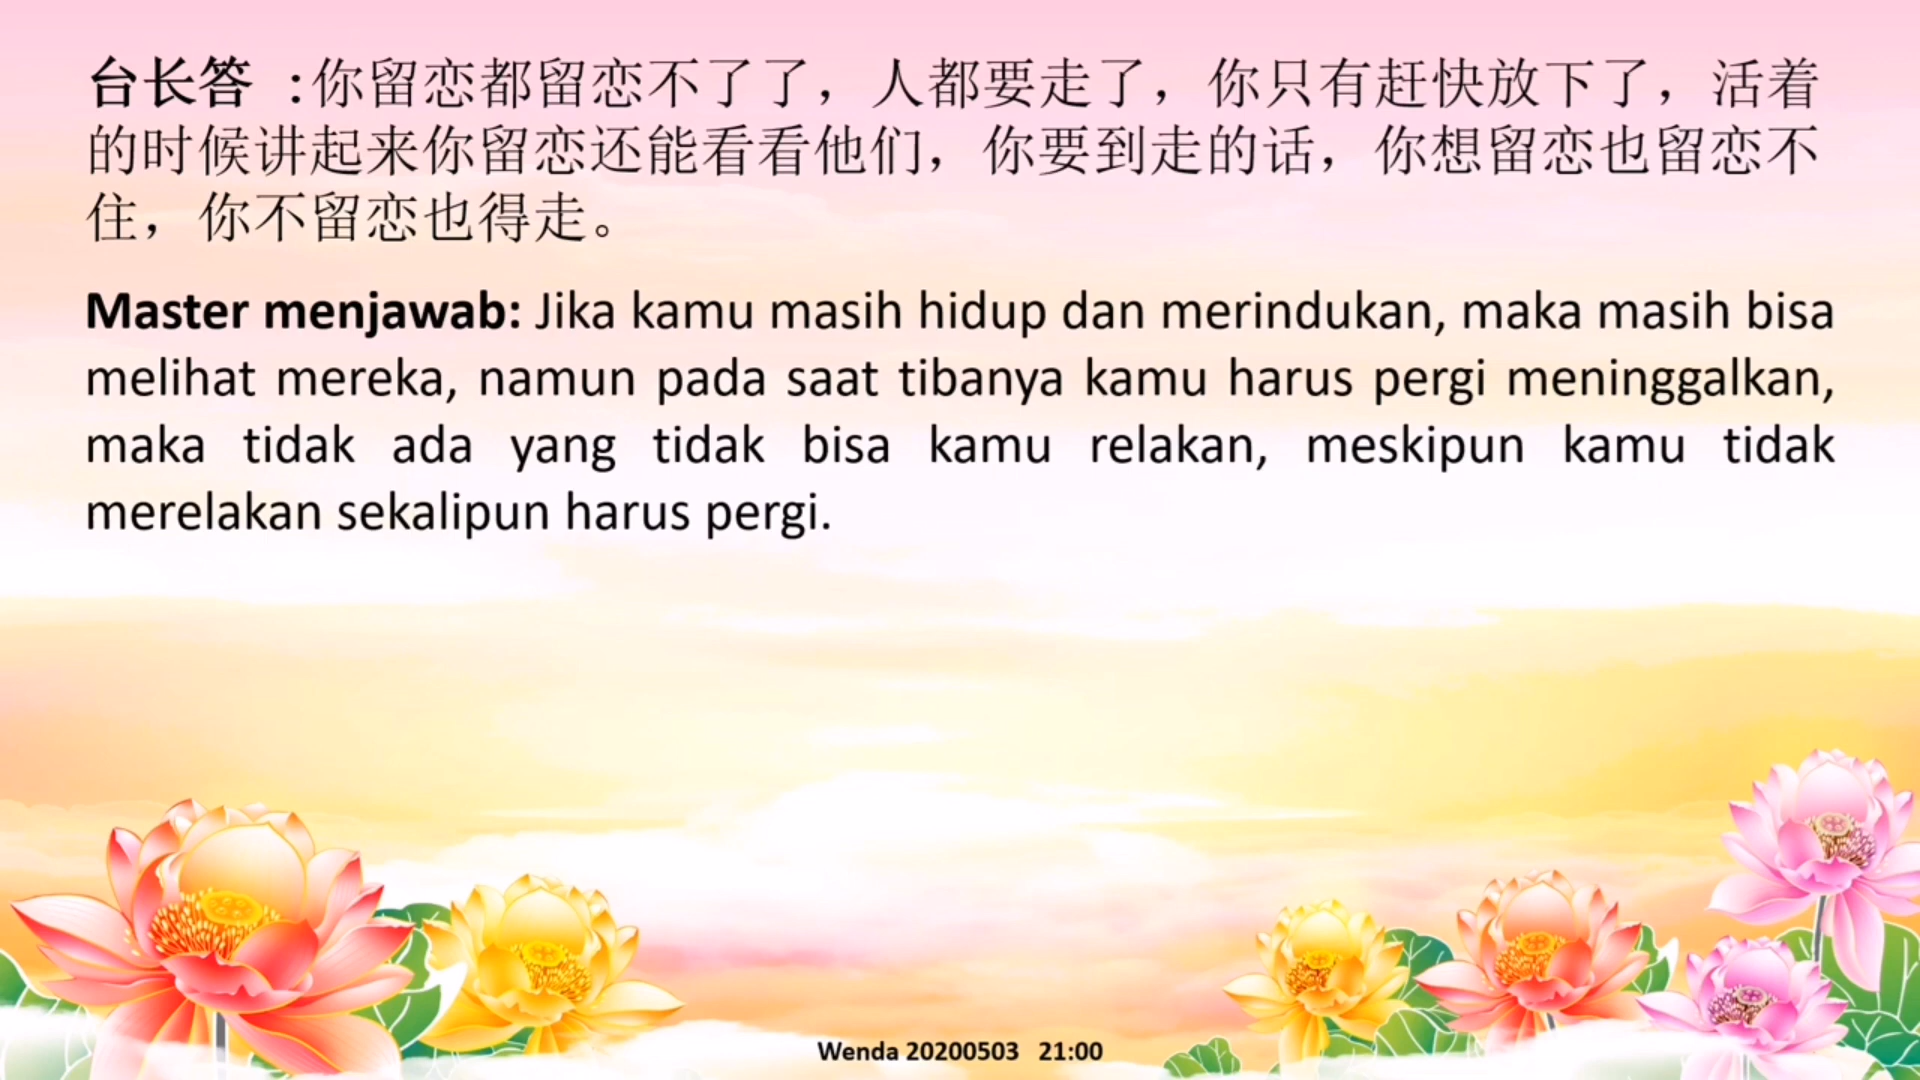 台长答 :你留恋都留恋不了了，人都要走了，你只有赶快放下了，活着
的时候讲起来你留恋还能看看他们，你要到走的话，你想留恋也留恋不
住，你不留恋也得走。
Master menjawab: Jika kamu masih hidup dan merindukan, maka masih bisa
melihat mereka, namun pada saat tibanya kamu harus pergi meninggalkan,
maka tidak ada yang tidak bisa kamu relakan, meskipun kamu tidak
merelakan sekalipun harus pergi.
Wenda 20200503 21:00